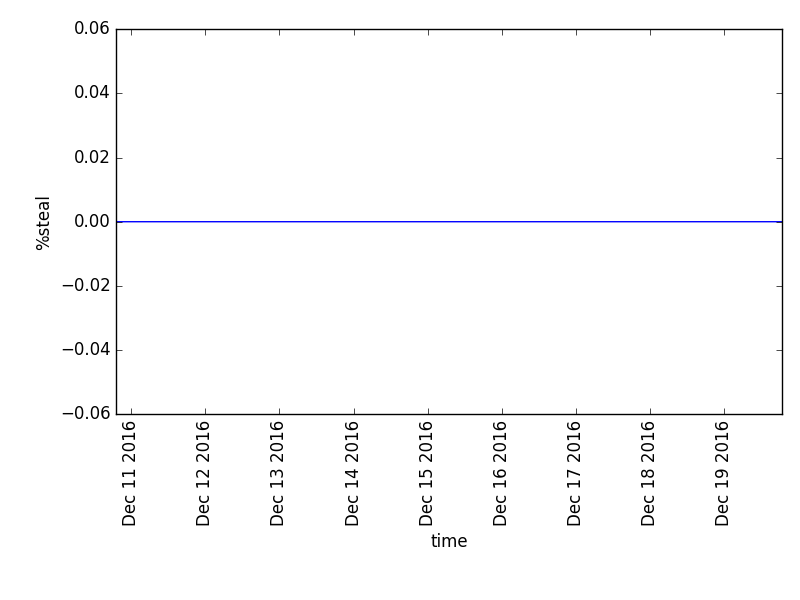 0.06
0.04
0.02
0.00
−0.02
−0.04
−0.06
%steal
Dec 11 2016
Dec 12 2016
Dec 13 2016
Dec 14 2016
Dec 15 2016
Dec 16 2016
Dec 17 2016
Dec 18 2016
Dec 19 2016
time